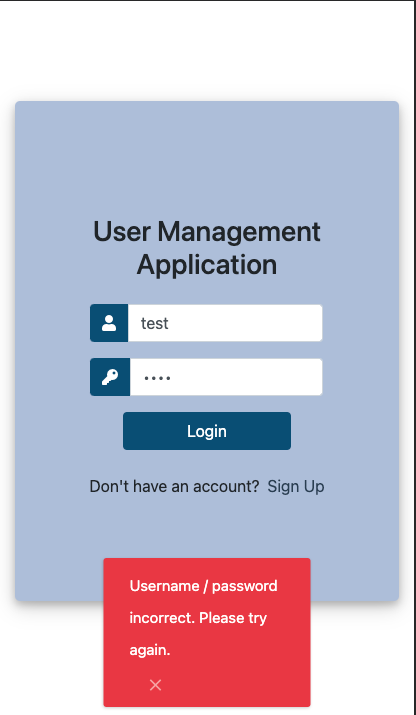 User Management
Application
test
••••
Login
Don't have an account? Sign Up
Username / password
incorrect. Please try
again.